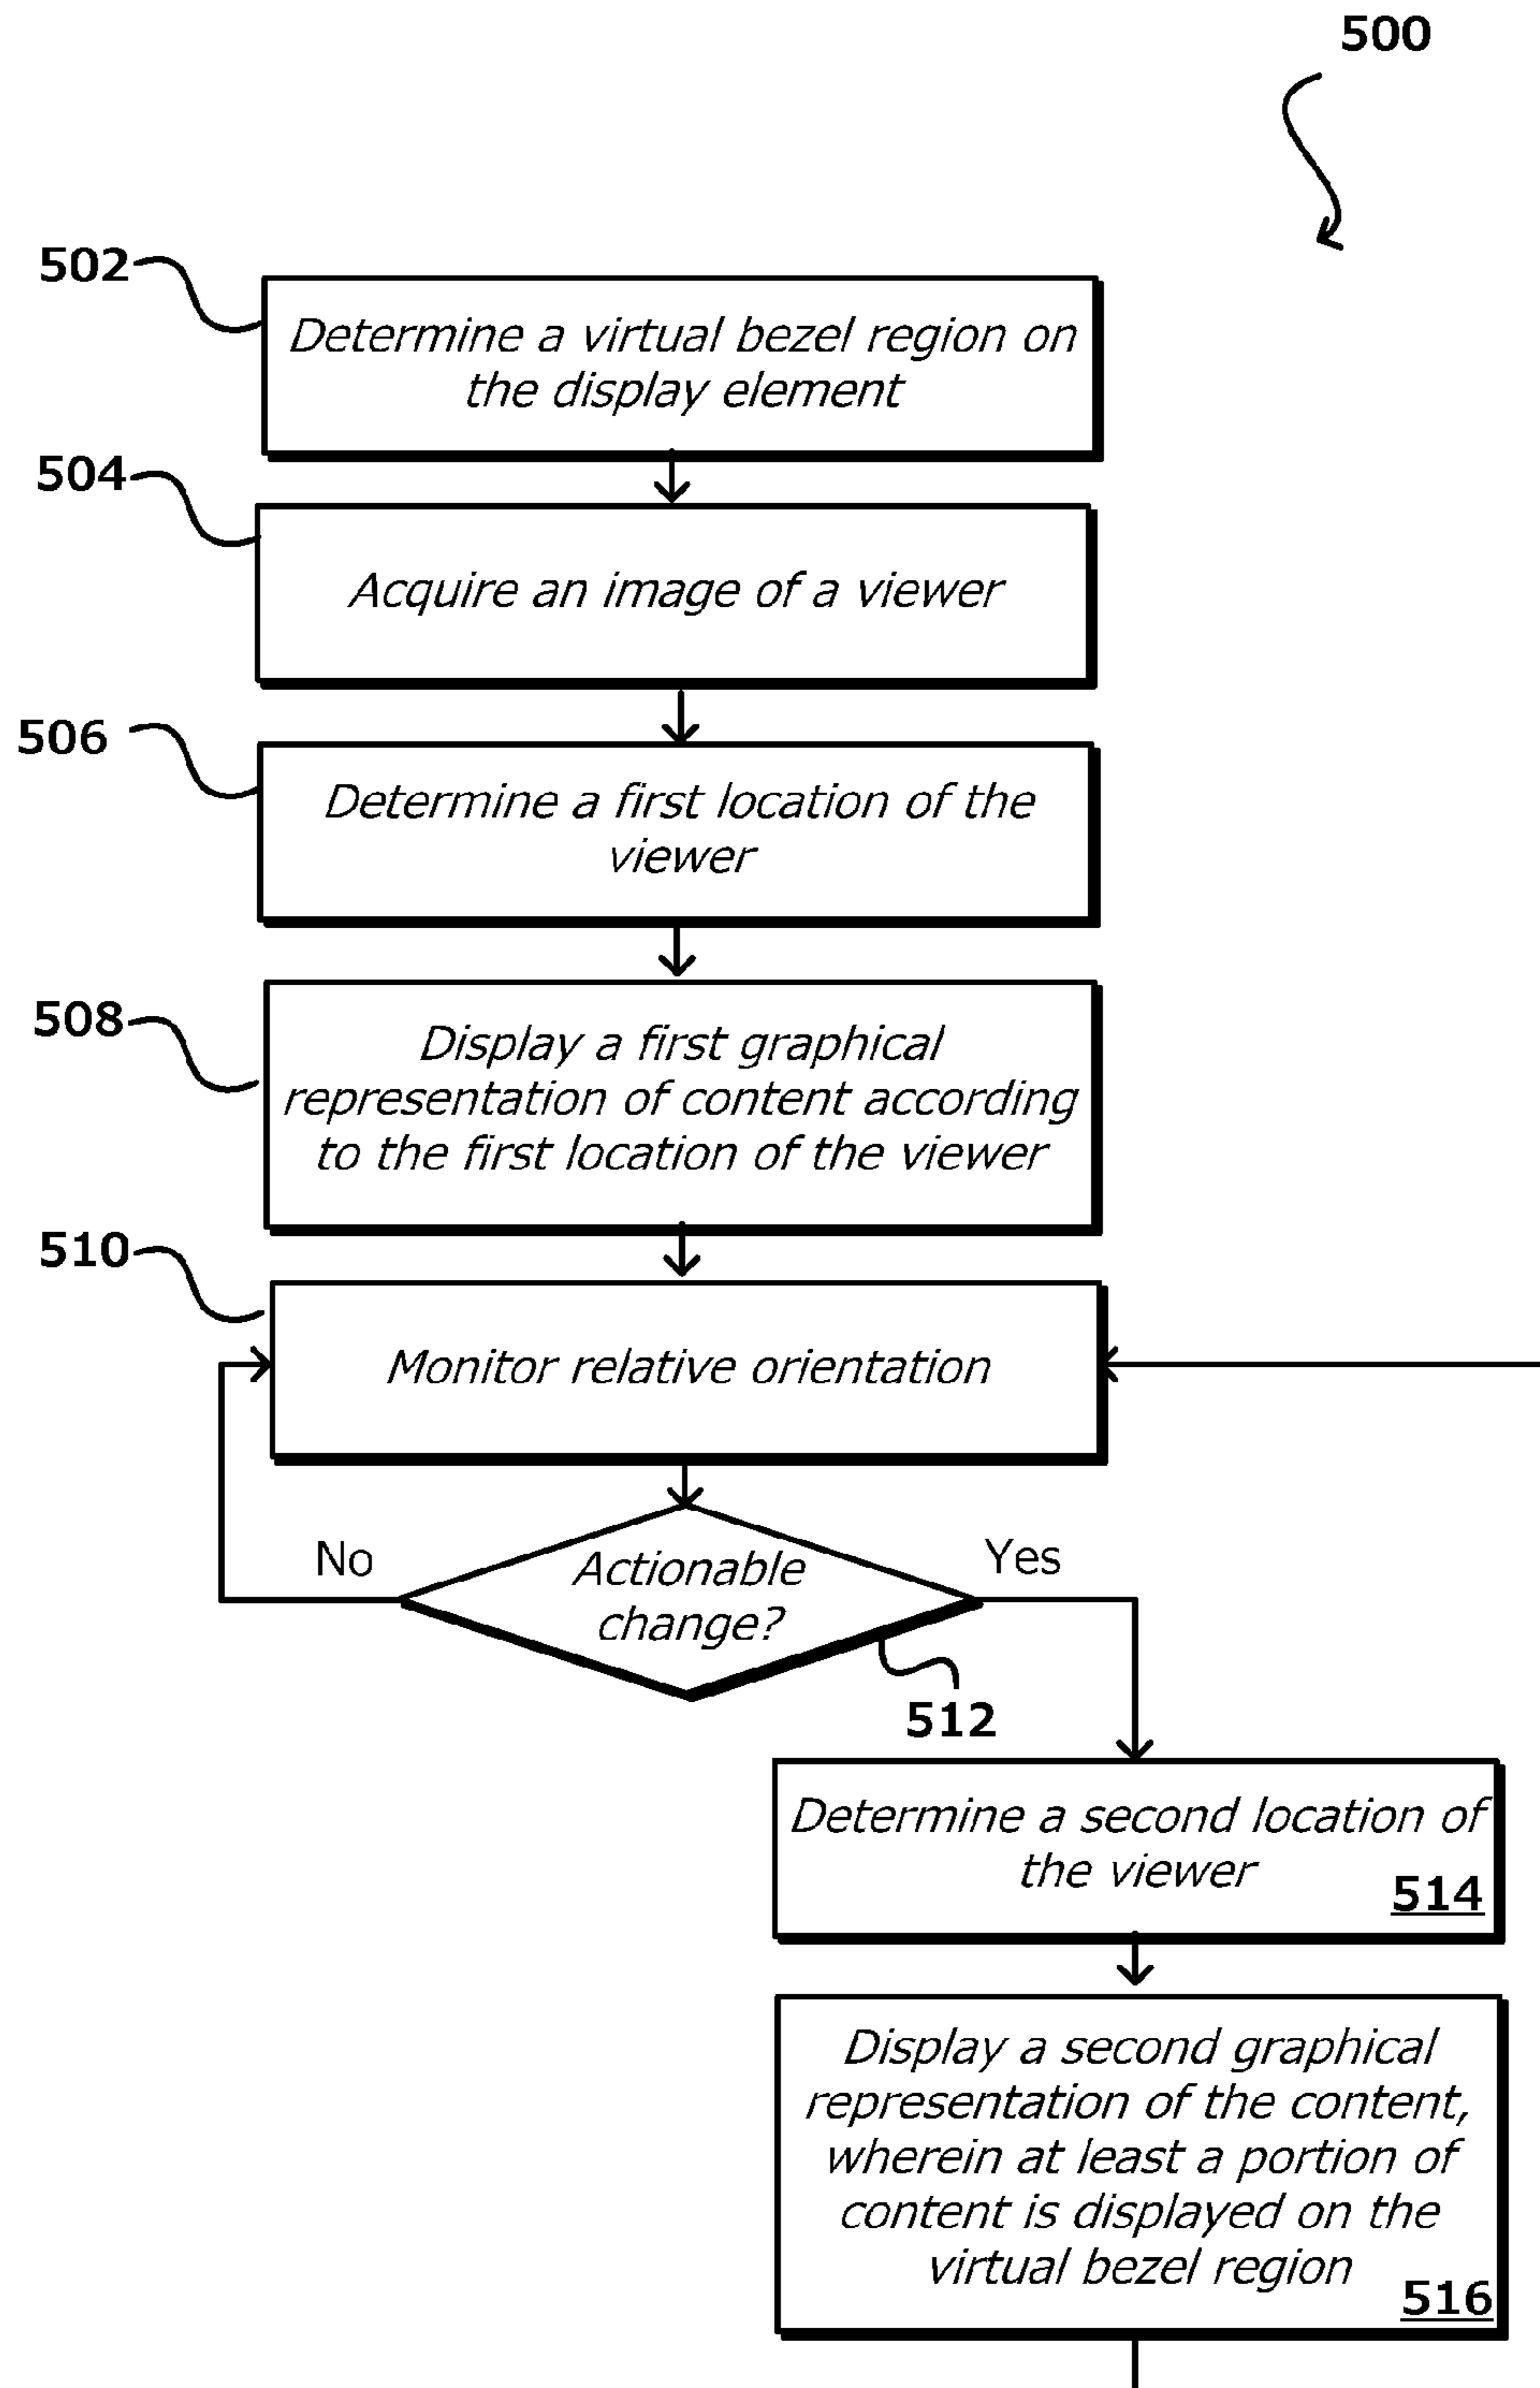 500
502
Determine a virtual bezel region on
the display element
504
Acquire an image of a viewer
506
Determine a first location of the
viewer
508
Display a first graphical
representation of content according
to the first location of the viewer
510
Monitor relative orientation
No
Actionable
change?
Yes
512
Determine a second location of
the viewer
514
Display a second graphical
representation of the content,
wherein at least a portion of
content is displayed on the
virtual bezel region
516